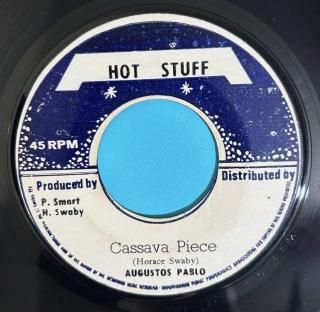 HOT STUFF
45 RPM
Produced by
Distributed by
P. Smart
H. Swaby
Cassava Piece
(Horace Swaby)
AUGUSTOS PABLO